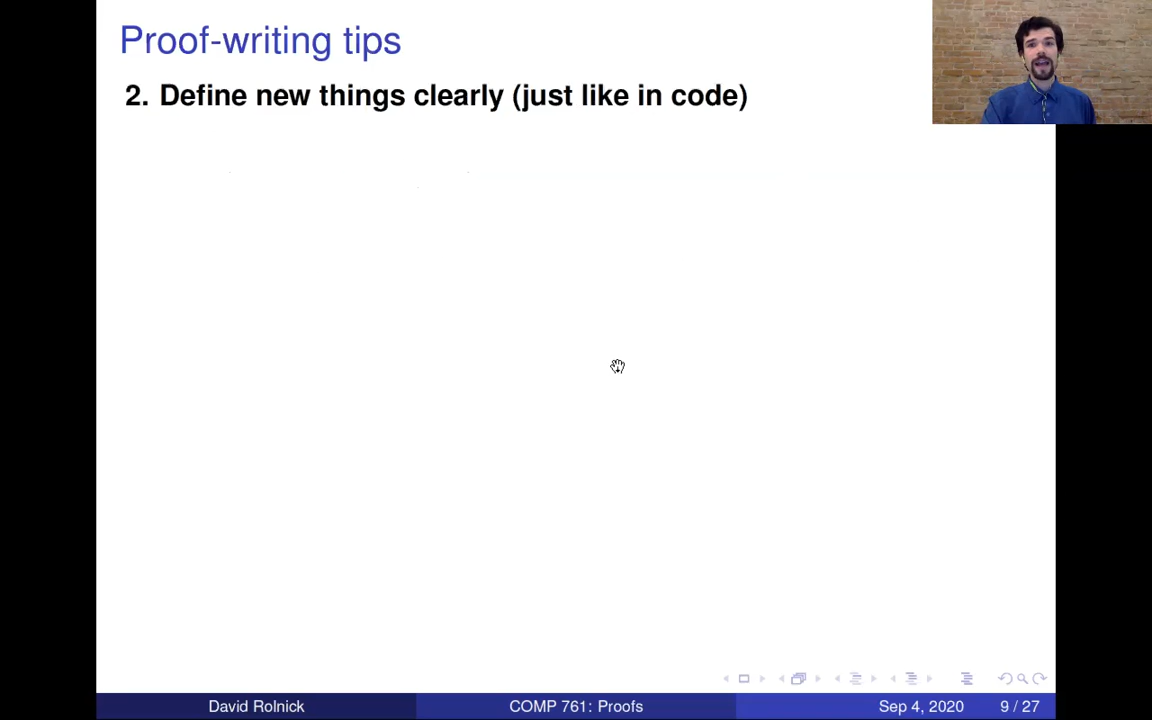 Proof-writing tips
2. Define new things clearly (just like in code)
David Rolnick
COMP 761: Proofs
Sep 4, 2020
9 / 27